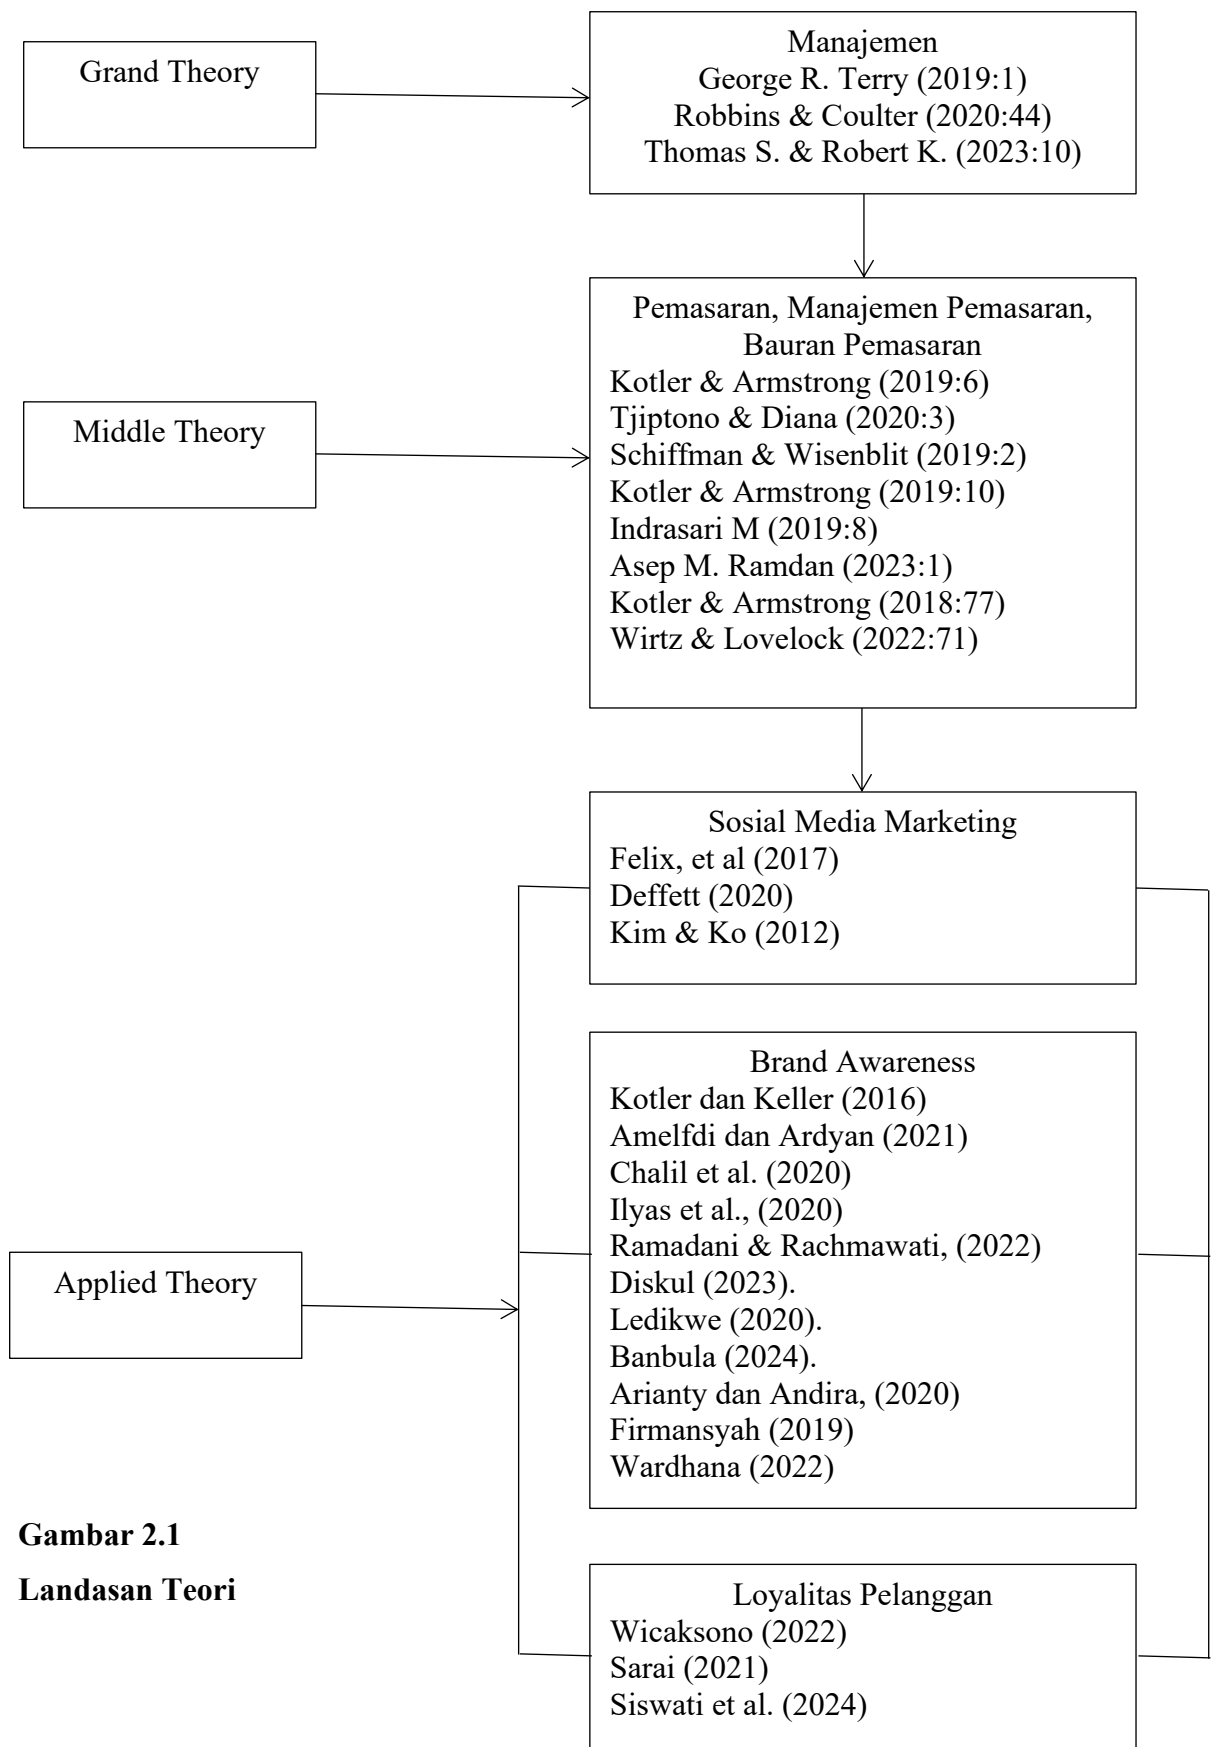 Grand Theory
Manajemen
George R. Terry (2019:1)
Robbins & Coulter (2020:44)
Thomas S. & Robert K. (2023:10)
Middle Theory
Pemasaran, Manajemen Pemasaran,
Bauran Pemasaran
Kotler & Armstrong (2019:6)
Tjiptono & Diana (2020:3)
Schiffman & Wisenblit (2019:2)
Kotler & Armstrong (2019:10)
Indrasari M (2019:8)
Asep M. Ramdan (2023:1)
Kotler & Armstrong (2018:77)
Wirtz & Lovelock (2022:71)
Applied Theory
Sosial Media Marketing
Felix, et al (2017)
Deffett (2020)
Kim & Ko (2012)
Brand Awareness
Kotler dan Keller (2016)
Amelfdi dan Ardyan (2021)
Chalil et al. (2020)
Ilyas et al., (2020)
Ramadani & Rachmawati, (2022)
Diskul (2023).
Ledikwe (2020).
Banbula (2024).
Arianty dan Andira, (2020)
Firmansyah (2019)
Wardhana (2022)
Loyalitas Pelanggan
Wicaksono (2022)
Sarai (2021)
Siswati et al. (2024)
Gambar 2.1
Landasan Teori